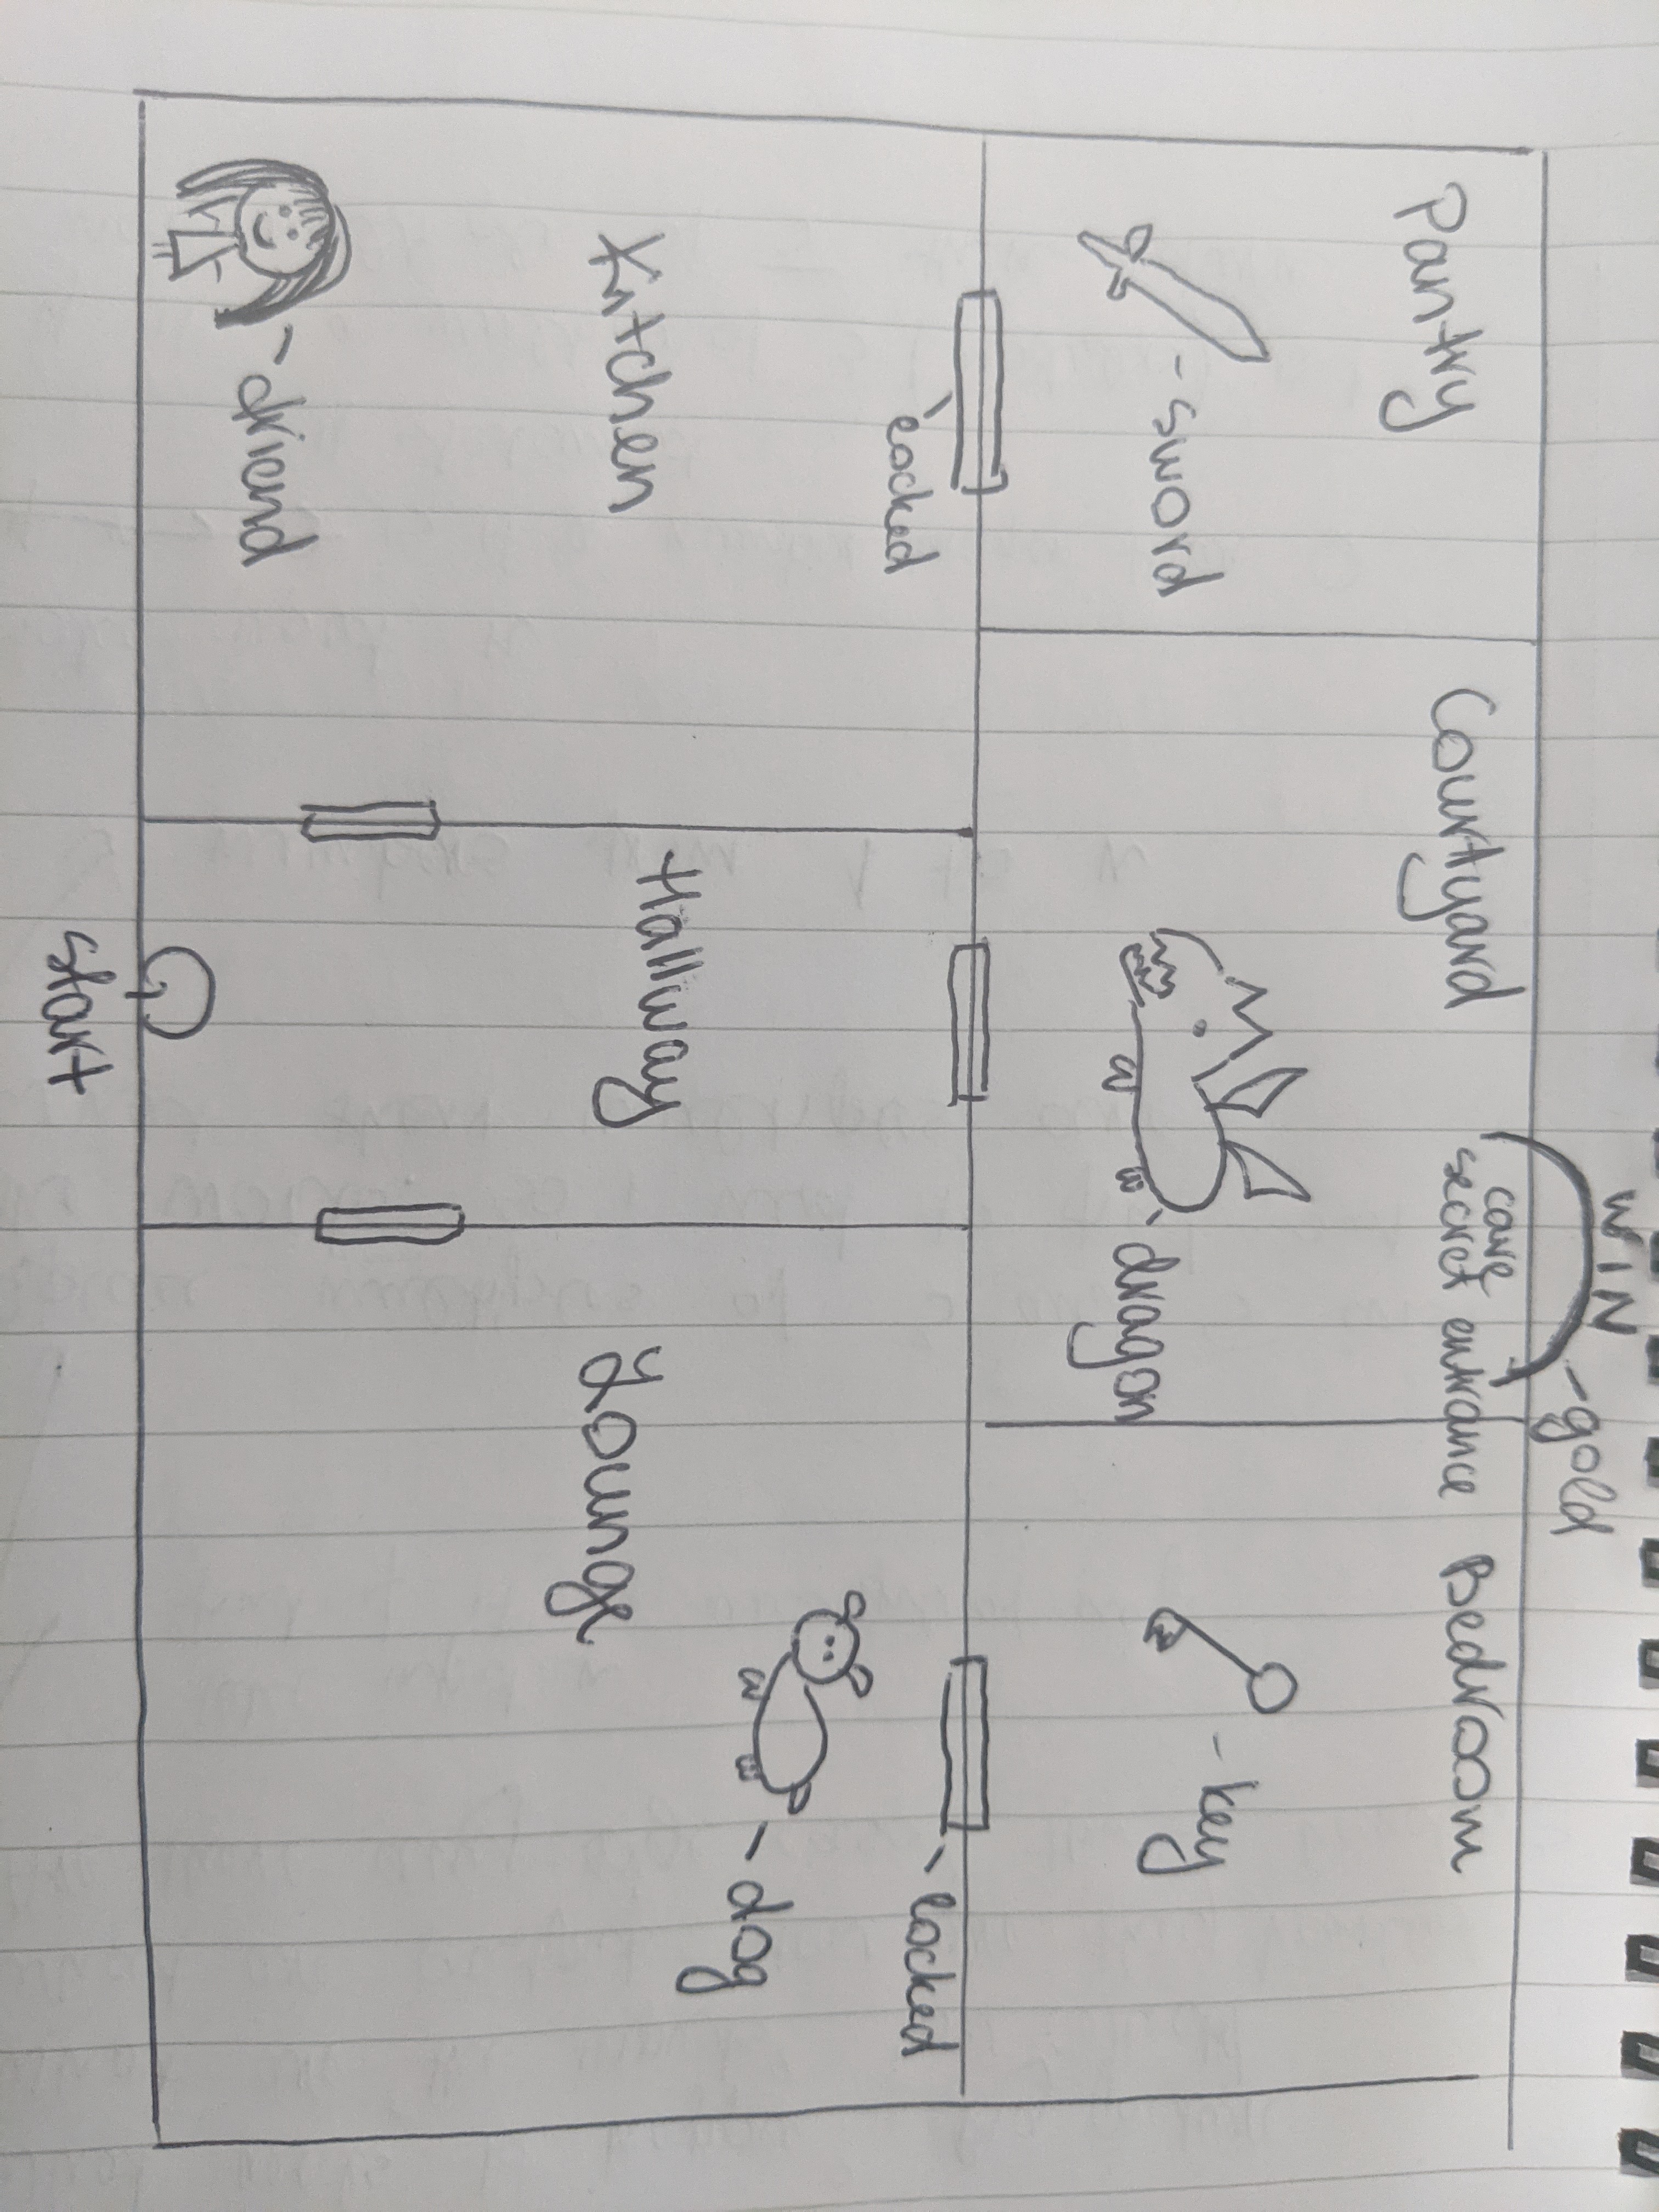 WIN
gold
Pantry
Courtyard
cave
secret entrance
Bedroom
sword
dragon
key
locked
locked
dog
Kitchen
Hallway
Lounge
friend
start